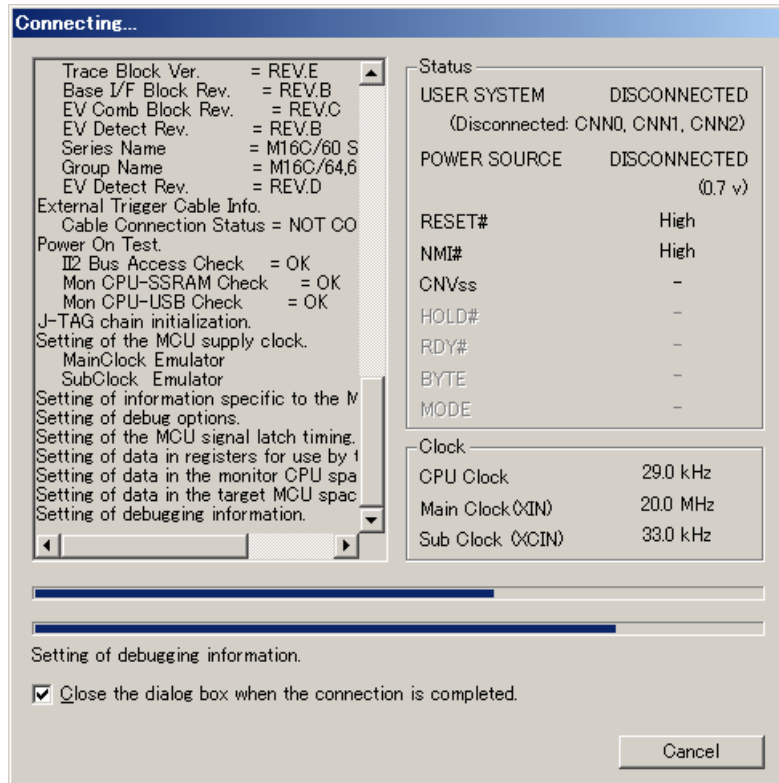 Connecting...
Trace Block Ver. = REV.E
Base I/F Block Rev. = REV.B
EV Comb Block Rev. = REV.C
EV Detect Rev. = REV.B
Series Name = M16C/60 S
Group Name = M16C/64,6
EV Detect Rev. = REV.D
External Trigger Cable Info.
Cable Connection Status = NOT CO
Power On Test.
II2 Bus Access Check = OK
Mon CPU-SSRAM Check = OK
Mon CPU-USB Check = OK
J-TAG chain initialization.
Setting of the MCU supply clock.
MainClock Emulator
SubClock Emulator
Setting of information specific to the M
Setting of debug options.
Setting of the MCU signal latch timing.
Setting of data in registers for use by t
Setting of data in the monitor CPU spa
Setting of data in the target MCU spac
Setting of debugging information.
Status
USER SYSTEM DISCONNECTED
(Disconnected: CNN0, CNN1, CNN2)
POWER SOURCE DISCONNECTED
(0.7 v)
RESET# High
NMI# High
CNVss -
HOLD# -
RDY# -
BYTE -
MODE -
Clock
CPU Clock 29.0 kHz
Main Clock(XIN) 20.0 MHz
Sub Clock (XCIN) 33.0 kHz
Setting of debugging information.
Close the dialog box when the connection is completed.
Cancel